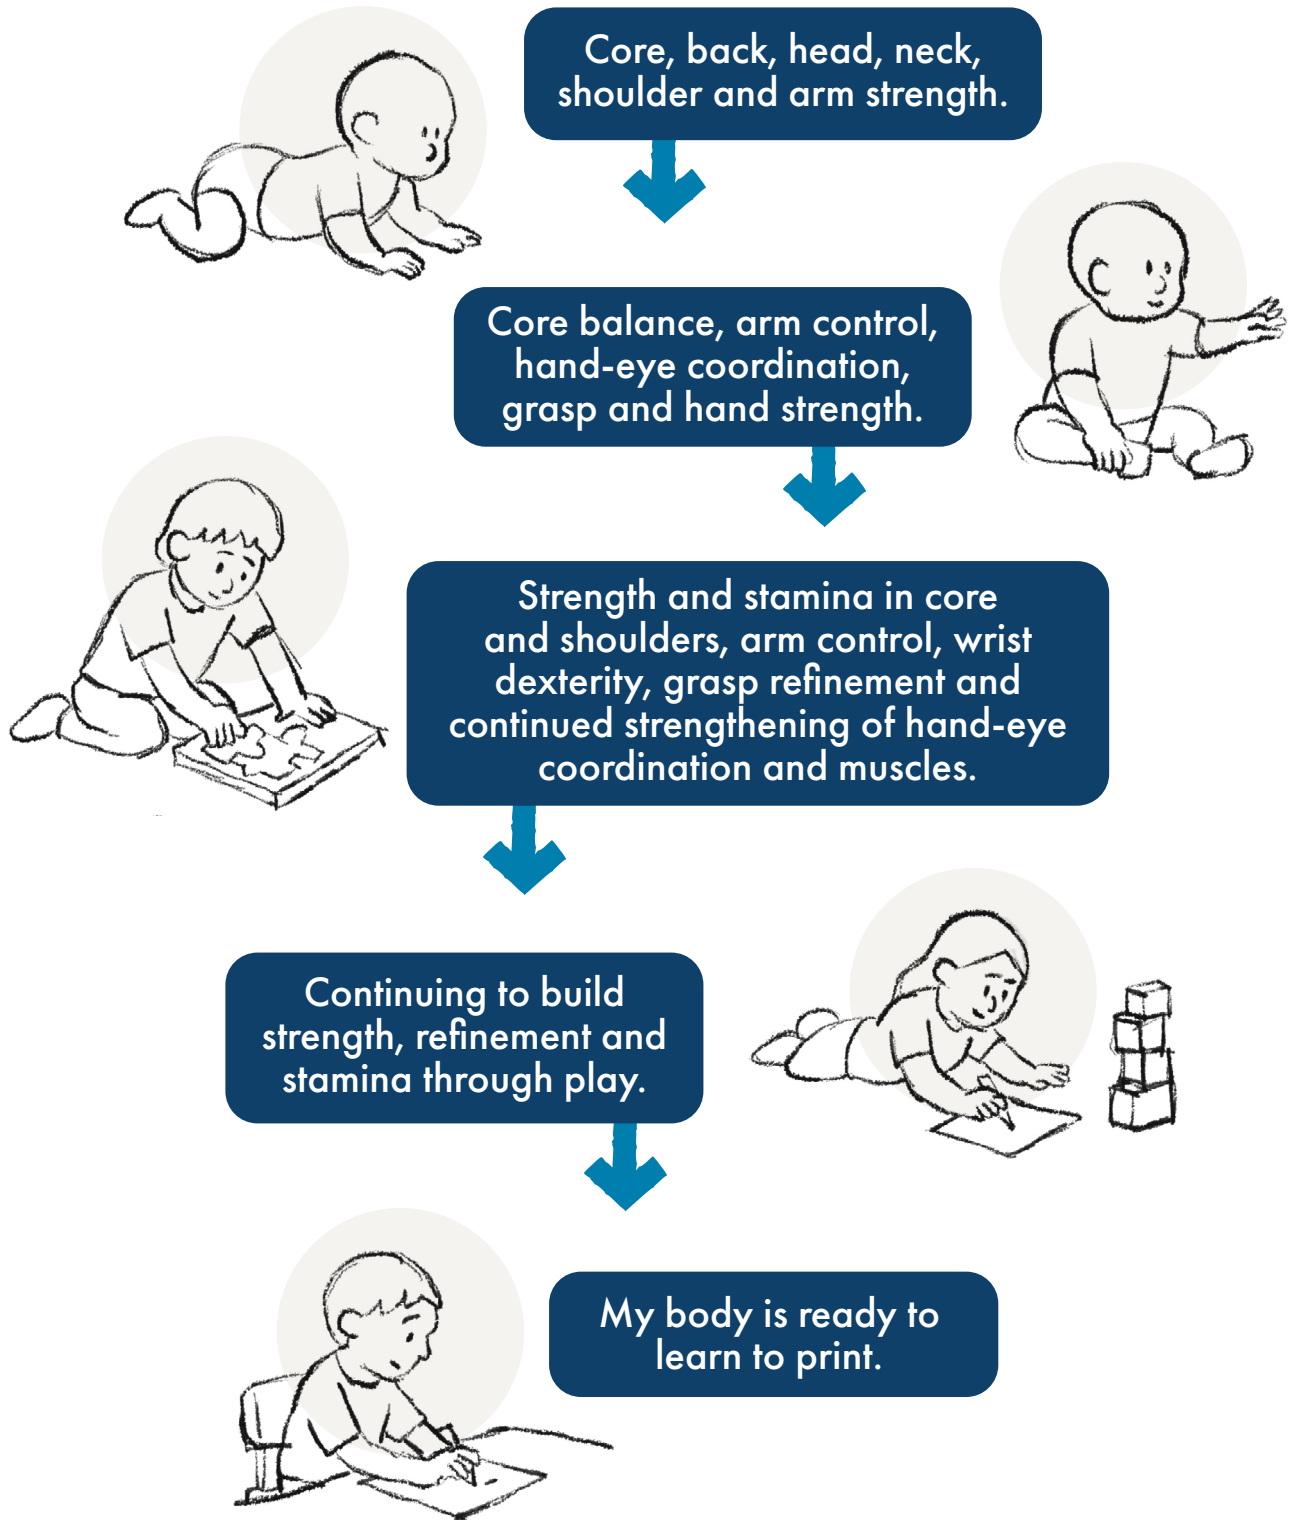 Core, back, head, neck,
shoulder and arm strength.
Core balance, arm control,
hand-eye coordination,
grasp and hand strength.
Strength and stamina in core
and shoulders, arm control, wrist
dexterity, grasp refinement and
continued strengthening of hand-eye
coordination and muscles.
Continuing to build
strength, refinement and
stamina through play.
My body is ready to
learn to print.